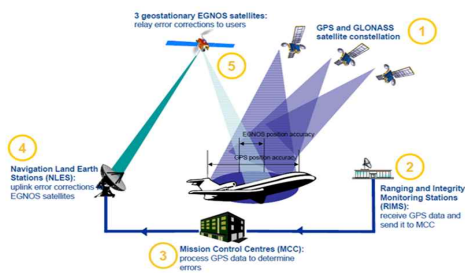 3 geostationary EGNOS satellites:
relay error corrections to users
GPS and GLONASS
satellite constellation
1
5
EGNOS position accuracy
GPS position accuracy
4
Navigation Land Earth
Stations (NLES):
uplink error corrections
EGNOS satellites
2
Ranging and Integrity
Monitoring Stations
(RIMS):
receive GPS data and
send it to MCC
3
Mission Control Centres (MCC):
process GPS data to determine
errors